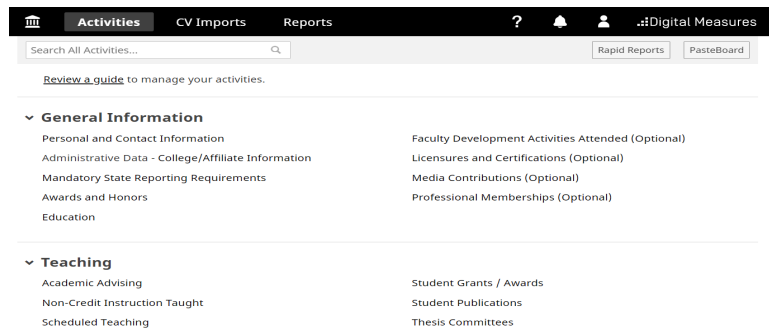 Activities CV Imports Reports ? Digital Measures
Search All Activities... Rapid Reports PasteBoard
Review a guide to manage your activities.
General Information
Personal and Contact Information
Administrative Data - College/Affiliate Information
Mandatory State Reporting Requirements
Awards and Honors
Education
Faculty Development Activities Attended (Optional)
Licensures and Certifications (Optional)
Media Contributions (Optional)
Professional Memberships (Optional)
Teaching
Academic Advising
Non-Credit Instruction Taught
Scheduled Teaching
Student Grants / Awards
Student Publications
Thesis Committees